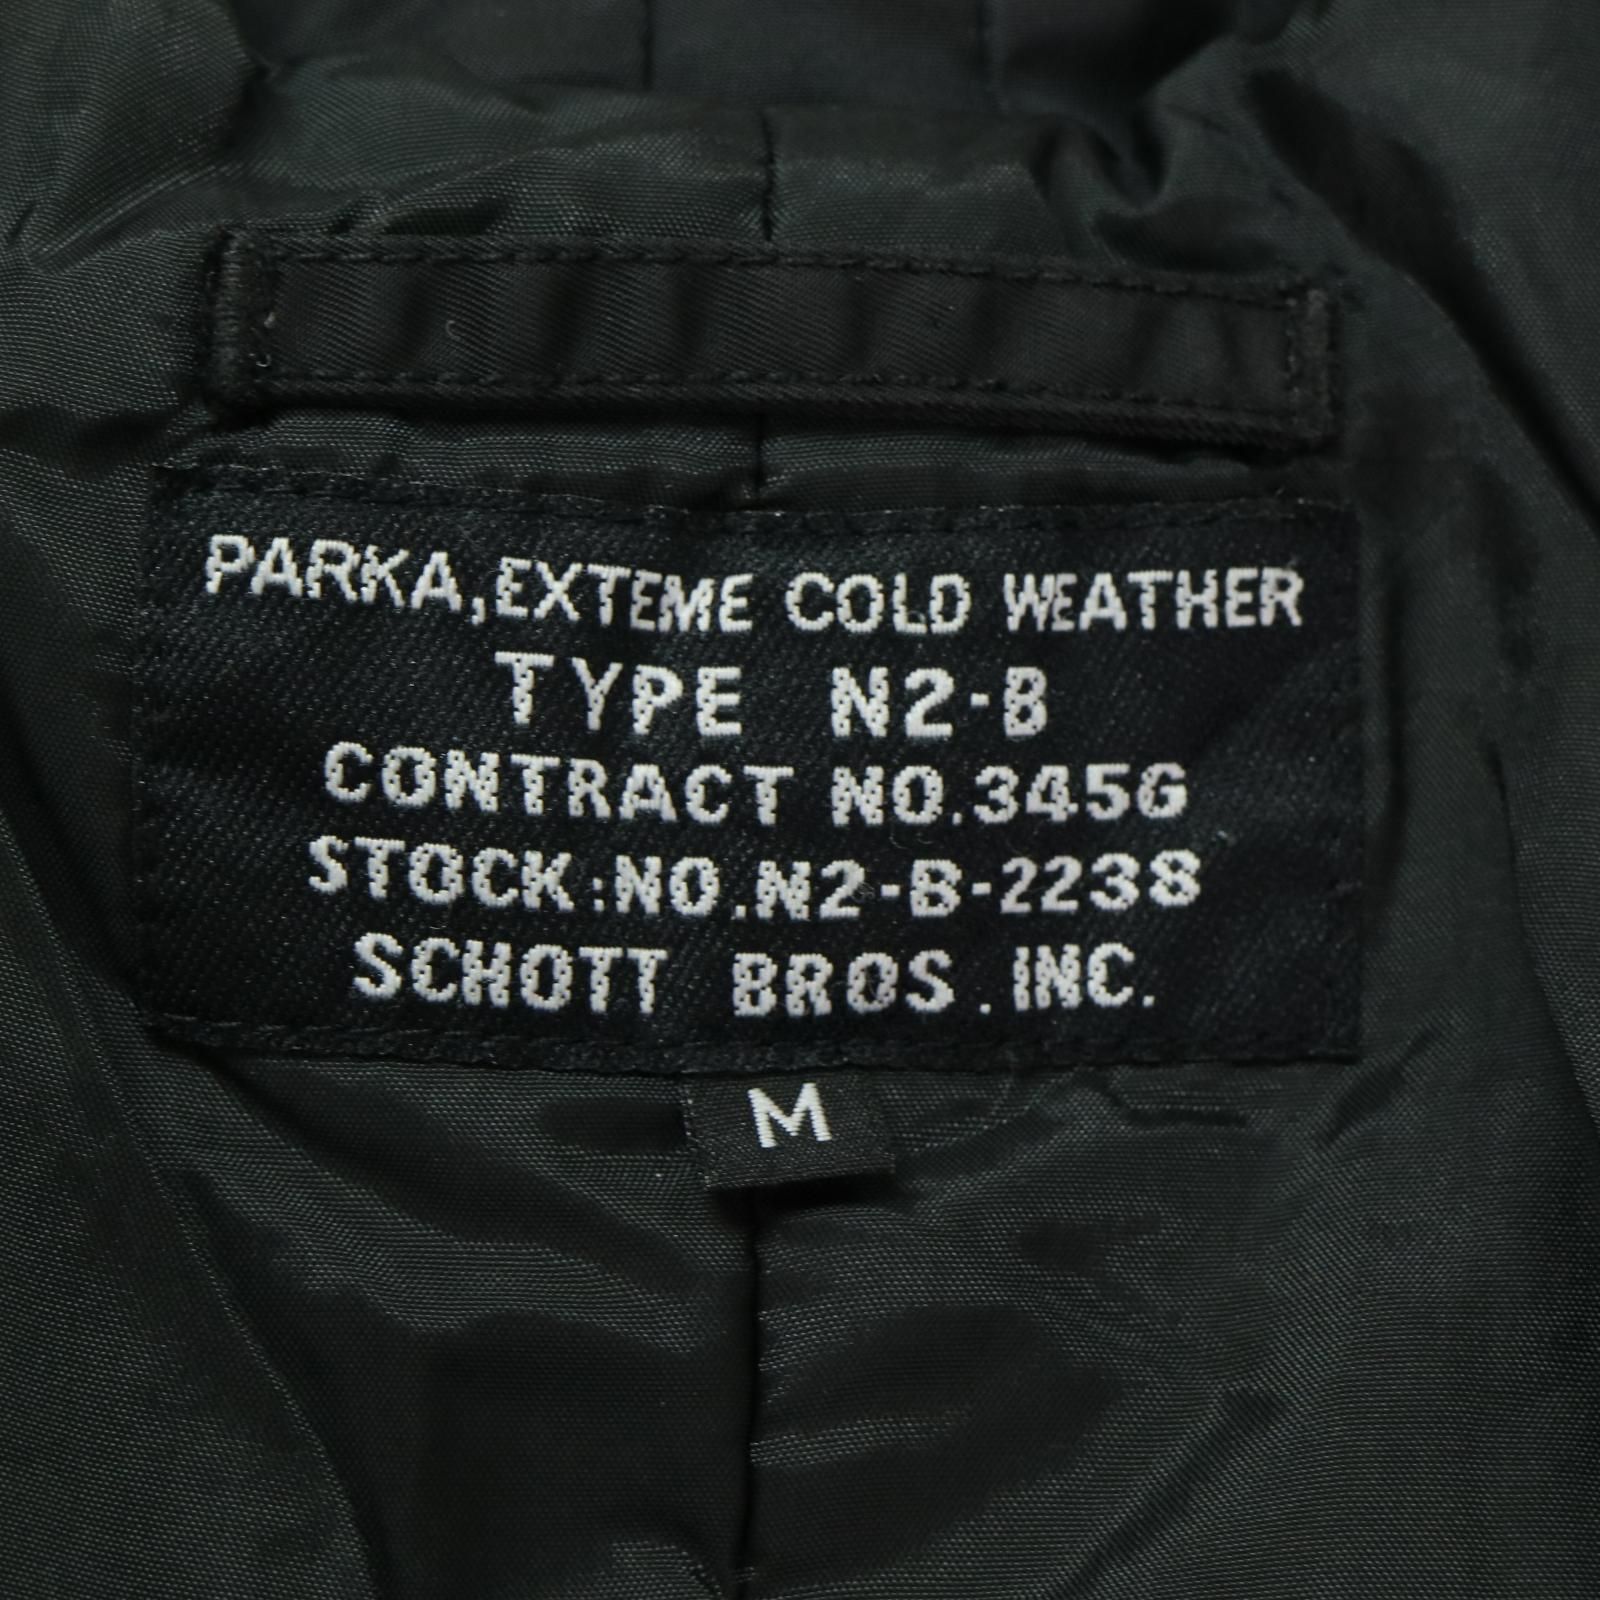 PARKA,EXTEME COLD WEATHER
TYPE N2-B
CONTRACT NO.345G
STOCK:NO.N2-B-2238
SCHOTT BROS.INC.
M